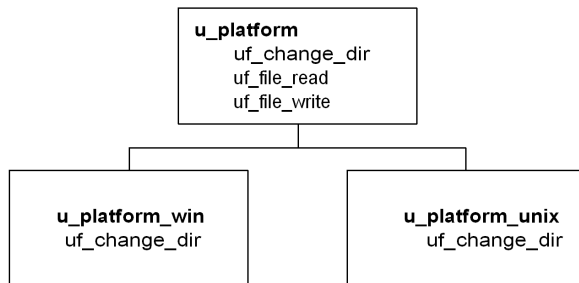 u_platform
uf_change_dir
uf_file_read
uf_file_write
u_platform_win
uf_change_dir
u_platform_unix
uf_change_dir